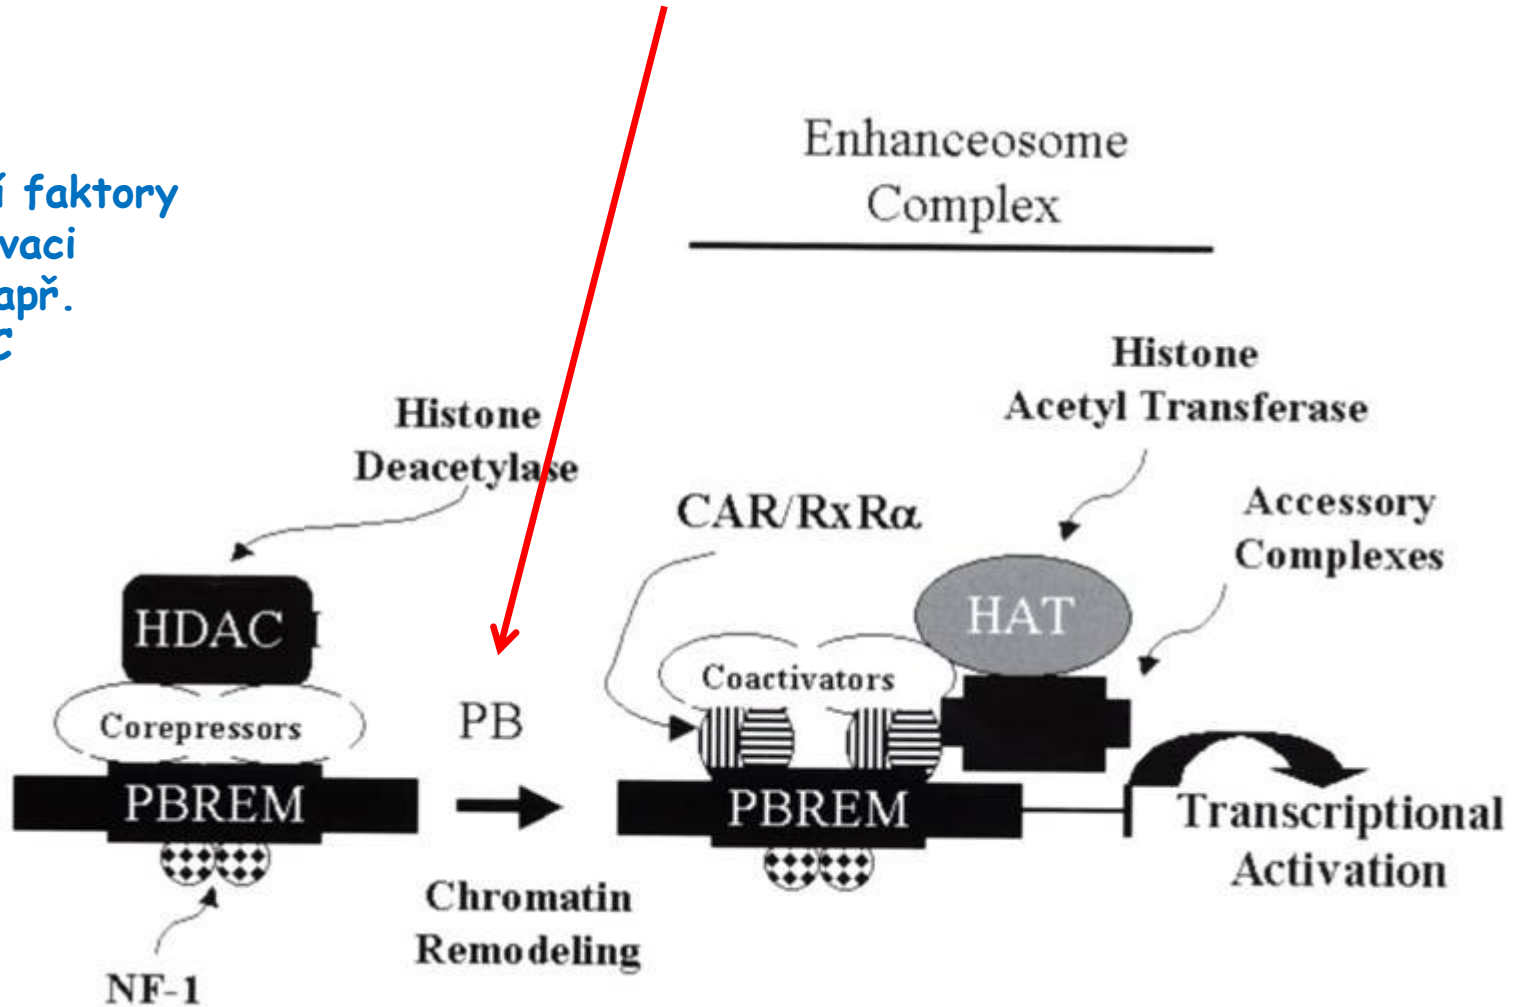 í faktory
vaci
apř.
C
Enhanceosome
Complex
Histone
Deacetylase
Histone
Acetyl Transferase
CAR/RxRα
Accessory
Complexes
HDAC I
HAT
Corepressors
PB
Coactivators
PBREM
PBREM
Transcriptional
Activation
Chromatin
Remodeling
NF-1